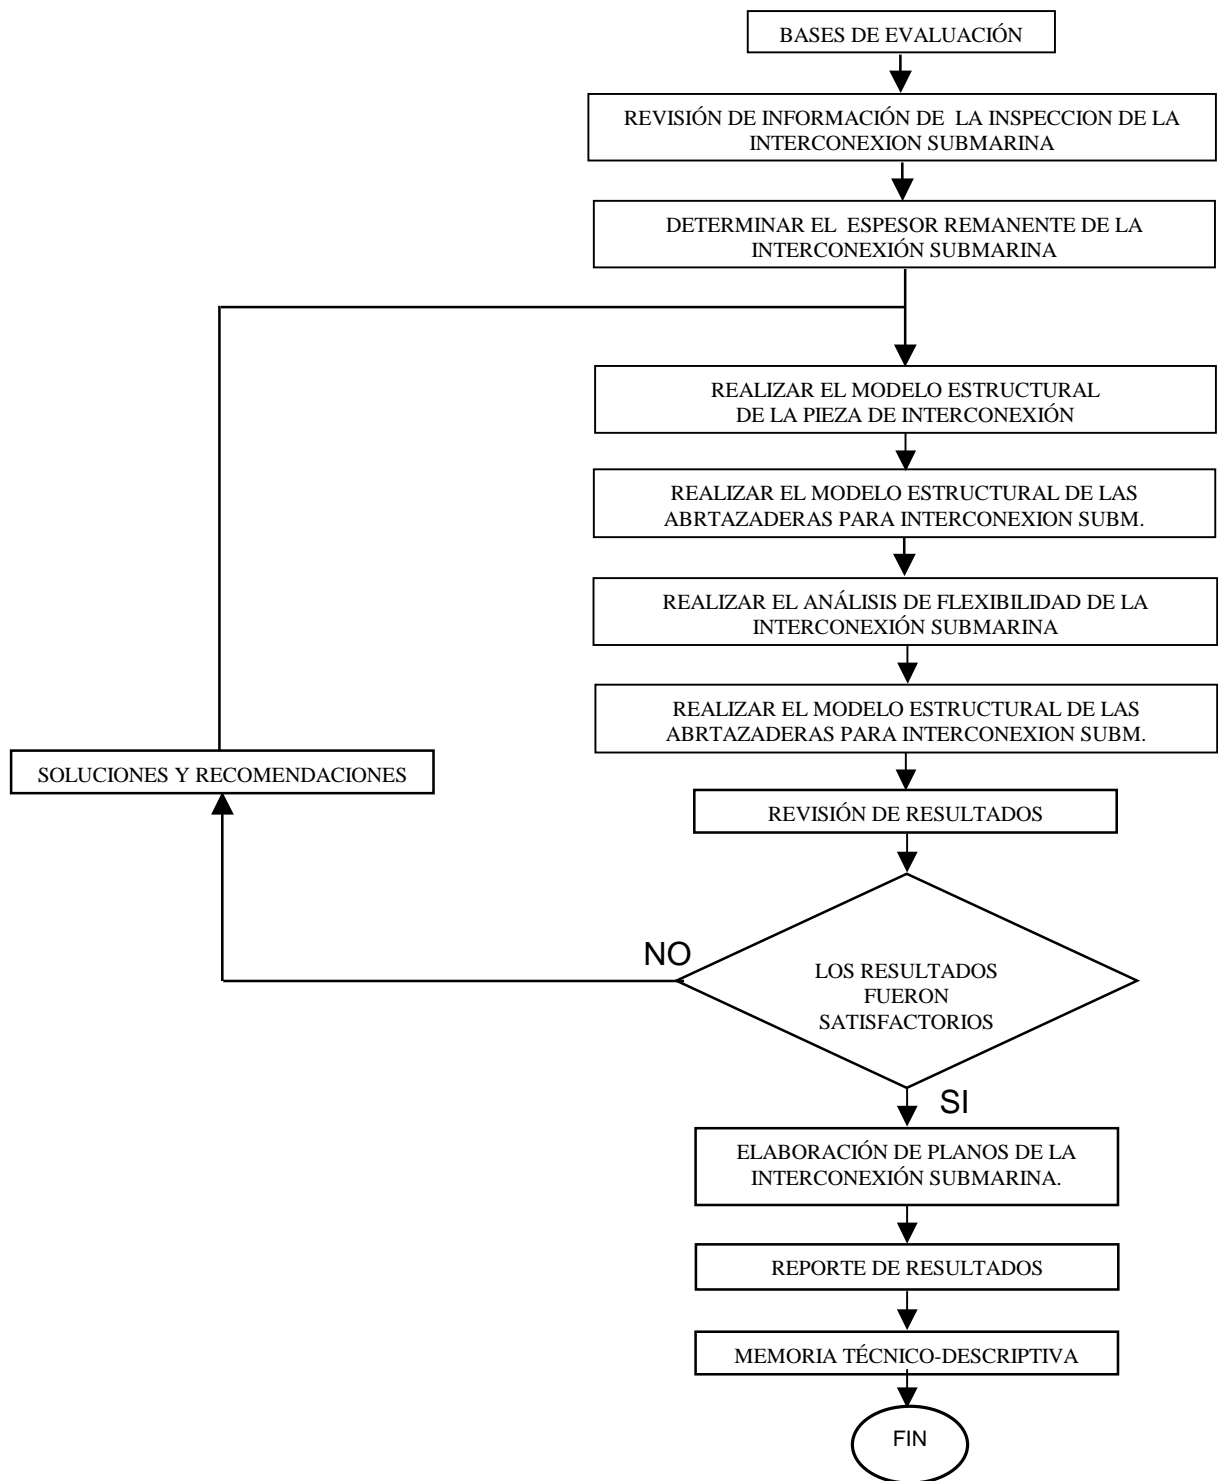 BASES DE EVALUACIÓN
REVISIÓN DE INFORMACIÓN DE LA INSPECCION DE LA
INTERCONEXION SUBMARINA
DETERMINAR EL ESPESOR REMANENTE DE LA
INTERCONEXIÓN SUBMARINA
REALIZAR EL MODELO ESTRUCTURAL
DE LA PIEZA DE INTERCONEXIÓN
REALIZAR EL MODELO ESTRUCTURAL DE LAS
ABRTAZADERAS PARA INTERCONEXION SUBM.
REALIZAR EL ANÁLISIS DE FLEXIBILIDAD DE LA
INTERCONEXIÓN SUBMARINA
REALIZAR EL MODELO ESTRUCTURAL DE LAS
ABRTAZADERAS PARA INTERCONEXION SUBM.
SOLUCIONES Y RECOMENDACIONES
REVISIÓN DE RESULTADOS
NO
LOS RESULTADOS
FUERON
SATISFACTORIOS
SI
ELABORACIÓN DE PLANOS DE LA
INTERCONEXIÓN SUBMARINA.
REPORTE DE RESULTADOS
MEMORIA TÉCNICO-DESCRIPTIVA
FIN